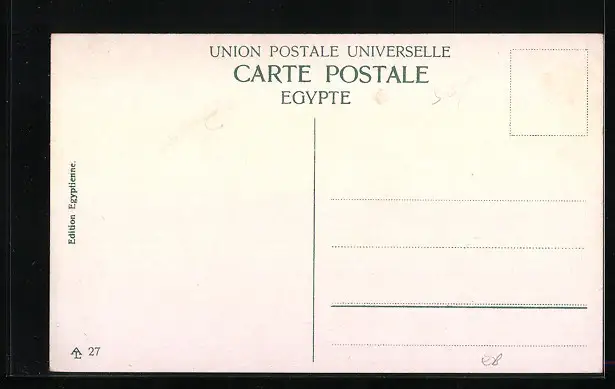 UNION POSTALE UNIVERSELLE
CARTE POSTALE
EGYPTE
Edition Egyptienne.
27